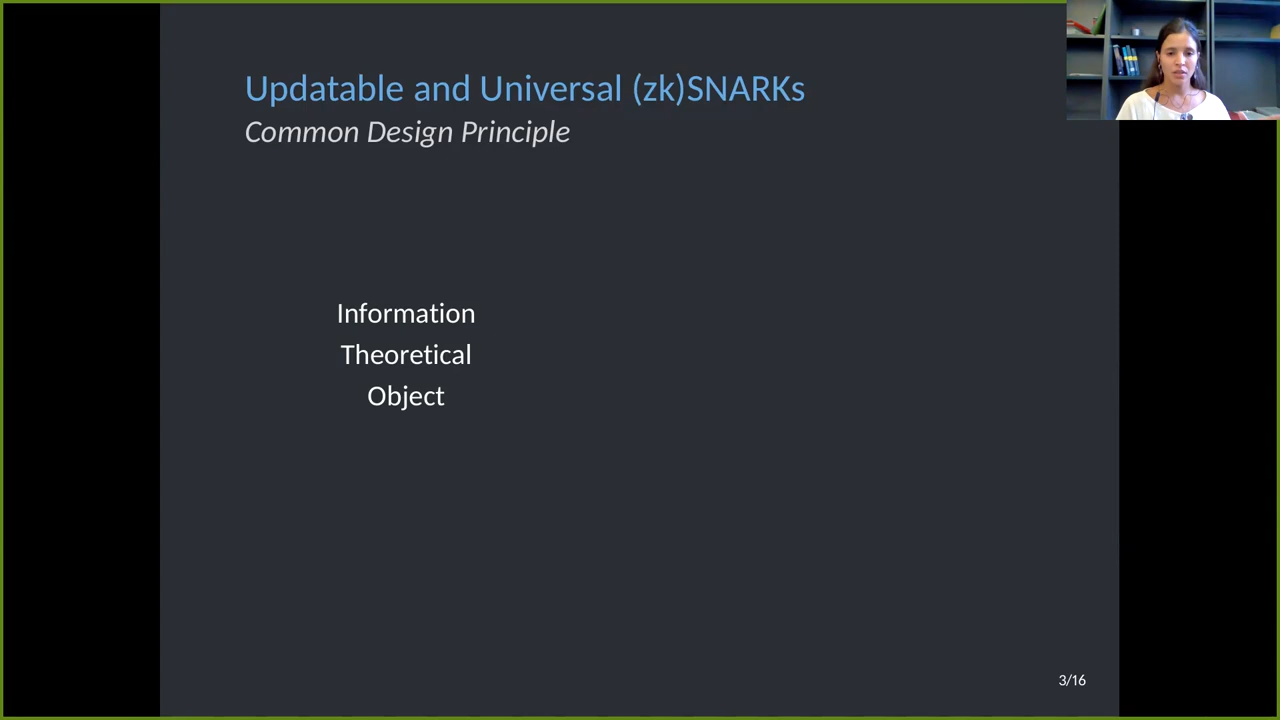 Updatable and Universal (zk)SNARKs
Common Design Principle
Information
Theoretical
Object
3/16